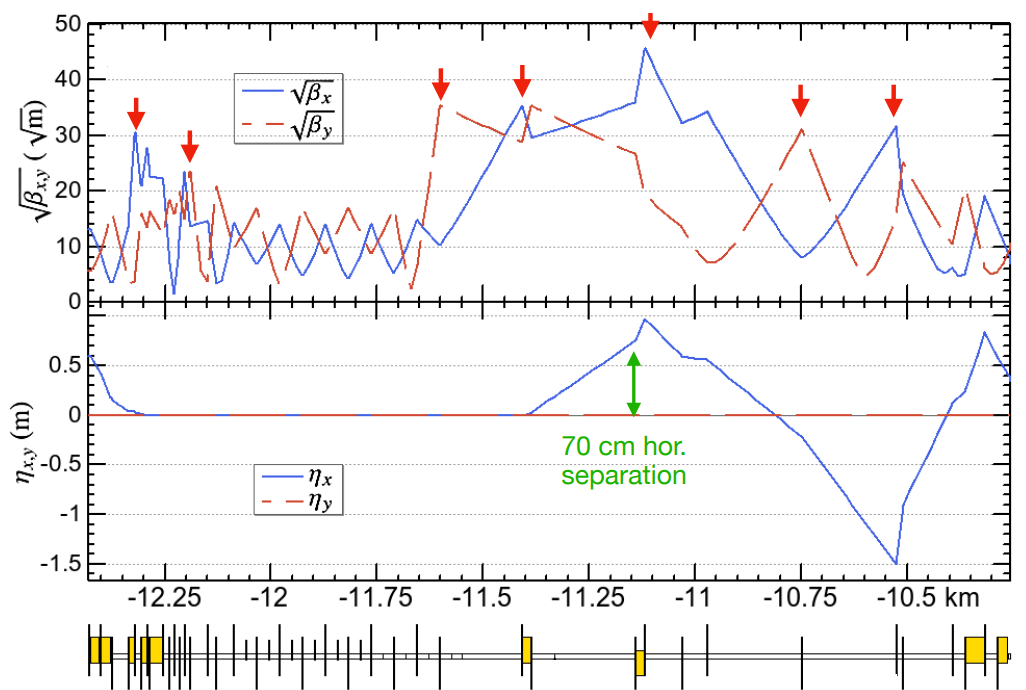 50
40
30
20
10
0
√βx,y (√m)
√βx
√βy
0.5
0
-0.5
-1
-1.5
ηx,y (m)
70 cm hor.
separation
ηx
ηy
-12.25 -12 -11.75 -11.5 -11.25 -11 -10.75 -10.5 km